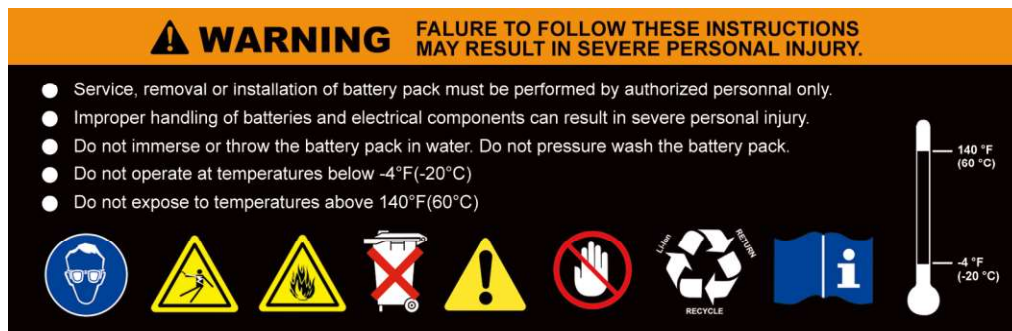 WARNING
FALURE TO FOLLOW THESE INSTRUCTIONS
MAY RESULT IN SEVERE PERSONAL INJURY.
Service, removal or installation of battery pack must be performed by authorized personnal only.
Improper handling of batteries and electrical components can result in severe personal injury.
Do not immerse or throw the battery pack in water. Do not pressure wash the battery pack.
Do not operate at temperatures below -4°F(-20°C)
Do not expose to temperatures above 140°F(60°C)
140 °F
(60 °C)
-4 °F
(-20 °C)
Li-Ion
RETURN
RECYCLE
i